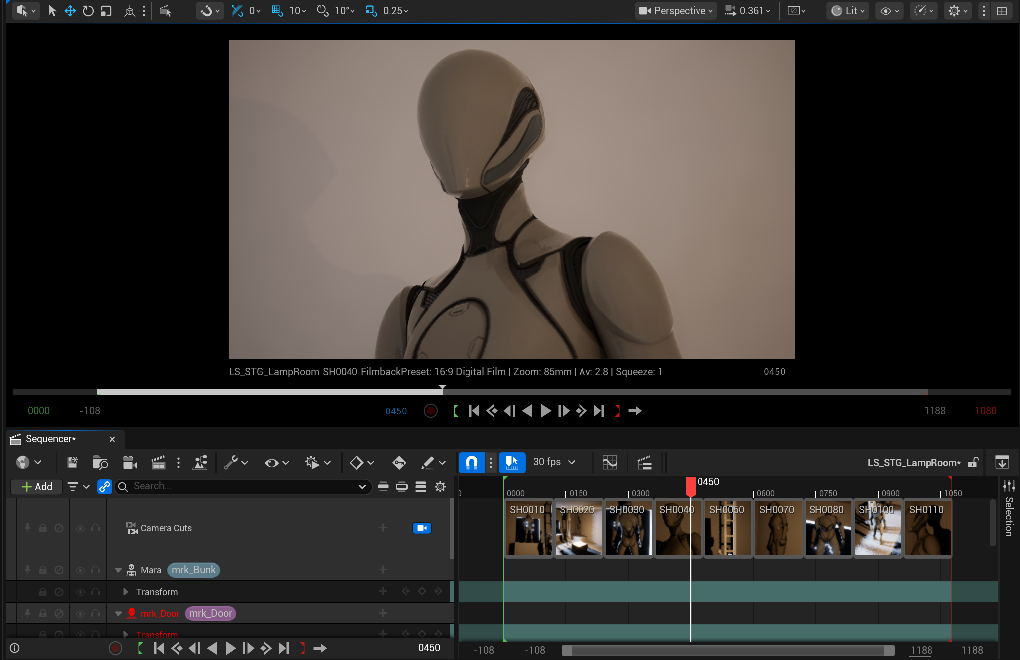 0 10 10° 0.25 Perspective 0.361 Lit
LS_STG_LampRoom SH0040 FilmbackPreset: 16:9 Digital Film | Zoom: 85mm | Av: 2.8 | Squeeze: 1 0450
0000 -108 0450 1188 1080
Sequencer*
30 fps LS_STG_LampRoom*
Add Search...
0450
0000 0150 0300 0600 0750 0900 1050
SH0010 SH0020 SH0030 SH0040 SH0050 SH0070 SH0080 SH0100 SH0110
Selection
Camera Cuts
Mara mrk_Bunk
Transform
mrk_Door mrk_Door
Transform
0450 -108 -108 1188 1188